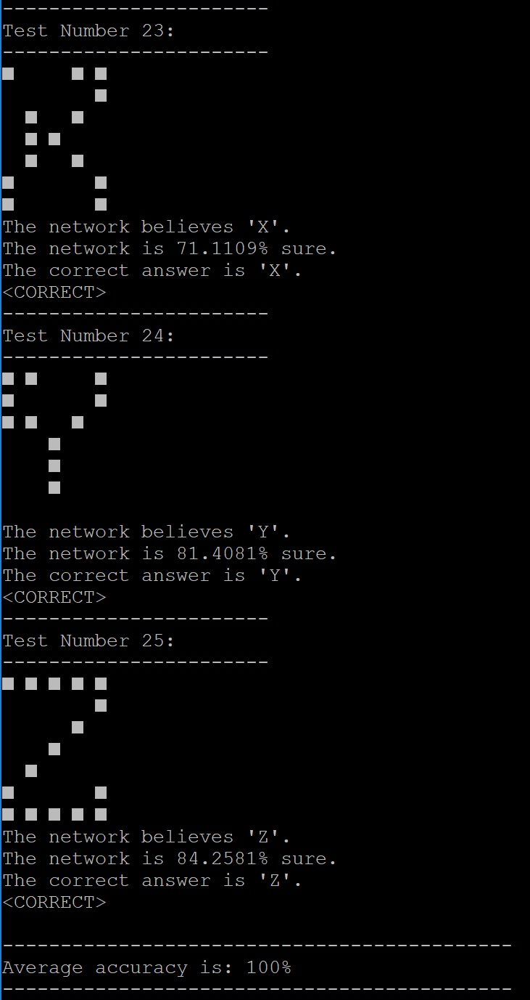 -----------------------
Test Number 23:
-----------------------
■     ■ ■
        ■
  ■   ■
  ■ ■
  ■   ■
■       ■
■       ■
The network believes 'X'.
The network is 71.1109% sure.
The correct answer is 'X'.
<CORRECT>
-----------------------
Test Number 24:
-----------------------
■ ■     ■
■       ■
■ ■   ■
    ■
    ■
    ■

The network believes 'Y'.
The network is 81.4081% sure.
The correct answer is 'Y'.
<CORRECT>
-----------------------
Test Number 25:
-----------------------
■ ■ ■ ■ ■
        ■
      ■
    ■
  ■
■       ■
■ ■ ■ ■ ■
The network believes 'Z'.
The network is 84.2581% sure.
The correct answer is 'Z'.
<CORRECT>

--------------------------------------------
Average accuracy is: 100%
--------------------------------------------